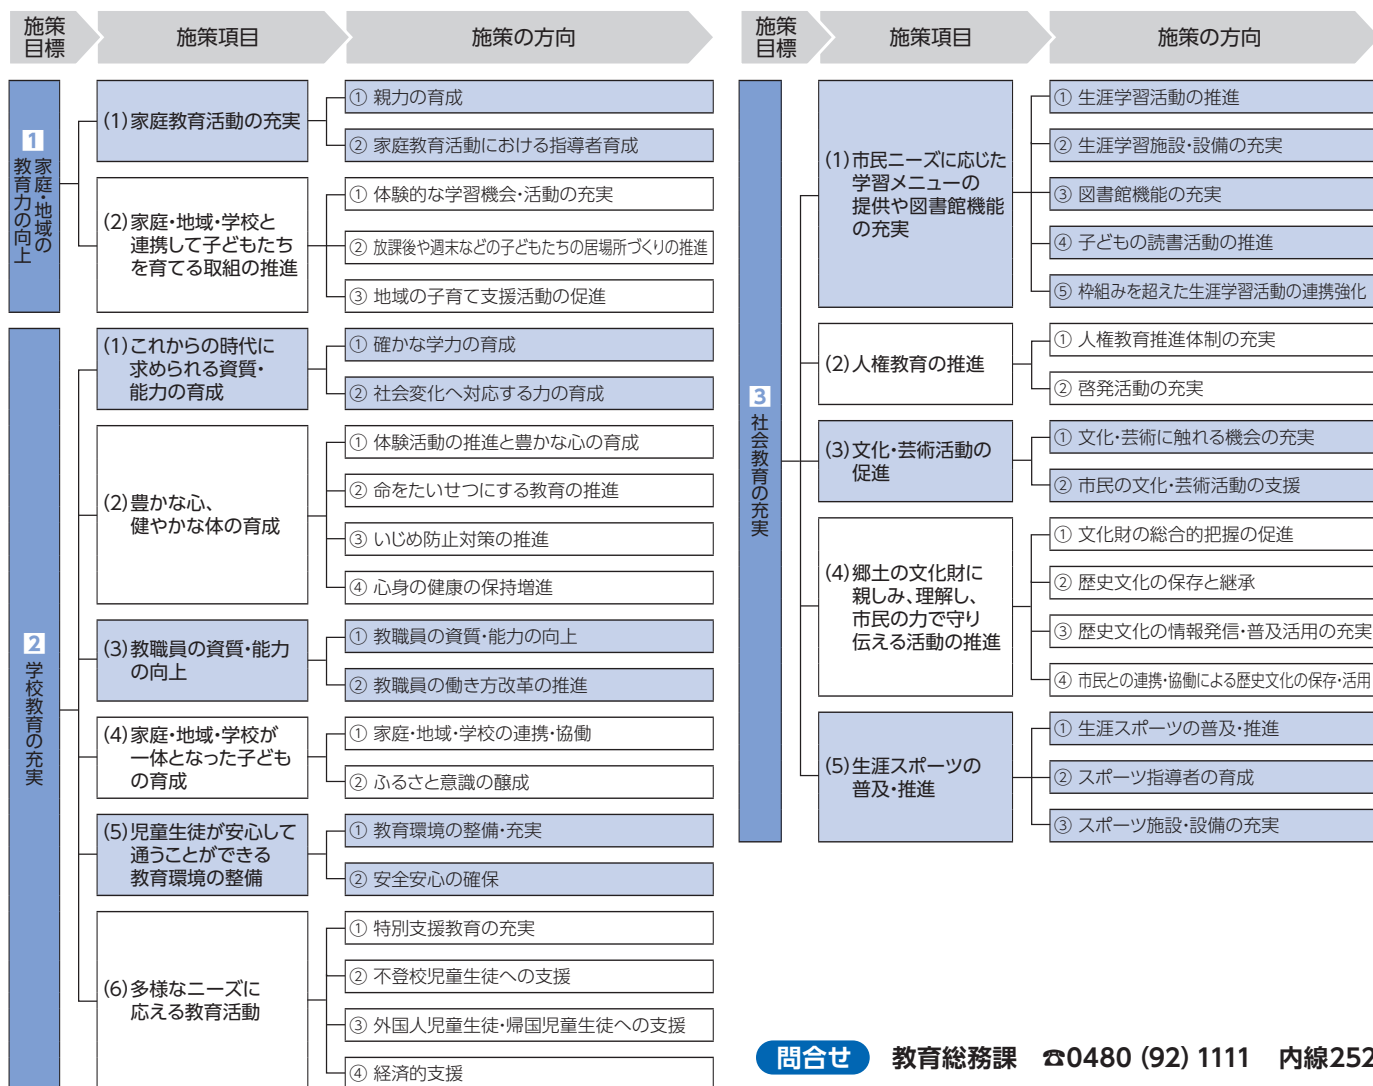 施策
目標
施策項目
施策の方向
1
家庭・地域の
教育力の向上
(1)家庭教育活動の充実
① 親力の育成
② 家庭教育活動における指導者育成
(2)家庭・地域・学校と
連携して子どもたち
を育てる取組の推進
① 体験的な学習機会・活動の充実
② 放課後や週末などの子どもたちの居場所づくりの推進
③ 地域の子育て支援活動の促進
2
学校教育の充実
(1)これからの時代に
求められる資質・
能力の育成
① 確かな学力の育成
② 社会変化へ対応する力の育成
(2)豊かな心、
健やかな体の育成
① 体験活動の推進と豊かな心の育成
② 命をたいせつにする教育の推進
③ いじめ防止対策の推進
④ 心身の健康の保持増進
(3)教職員の資質・能力
の向上
① 教職員の資質・能力の向上
② 教職員の働き方改革の推進
(4)家庭・地域・学校が
一体となった子ども
の育成
① 家庭・地域・学校の連携・協働
② ふるさと意識の醸成
(5)児童生徒が安心して
通うことができる
教育環境の整備
① 教育環境の整備・充実
② 安全安心の確保
(6)多様なニーズに
応える教育活動
① 特別支援教育の充実
② 不登校児童生徒への支援
③ 外国人児童生徒・帰国児童生徒への支援
④ 経済的支援
施策
目標
施策項目
施策の方向
3
社会教育の充実
(1)市民ニーズに応じた
学習メニューの
提供や図書館機能
の充実
① 生涯学習活動の推進
② 生涯学習施設・設備の充実
③ 図書館機能の充実
④ 子どもの読書活動の推進
⑤ 枠組みを超えた生涯学習活動の連携強化
(2)人権教育の推進
① 人権教育推進体制の充実
② 啓発活動の充実
(3)文化・芸術活動の
促進
① 文化・芸術に触れる機会の充実
② 市民の文化・芸術活動の支援
(4)郷土の文化財に
親しみ、理解し、
市民の力で守り
伝える活動の推進
① 文化財の総合的把握の促進
② 歴史文化の保存と継承
③ 歴史文化の情報発信・普及活用の充実
④ 市民との連携・協働による歴史文化の保存・活用
(5)生涯スポーツの
普及・推進
① 生涯スポーツの普及・推進
② スポーツ指導者の育成
③ スポーツ施設・設備の充実
問合せ 教育総務課 ☎0480 (92) 1111 内線252